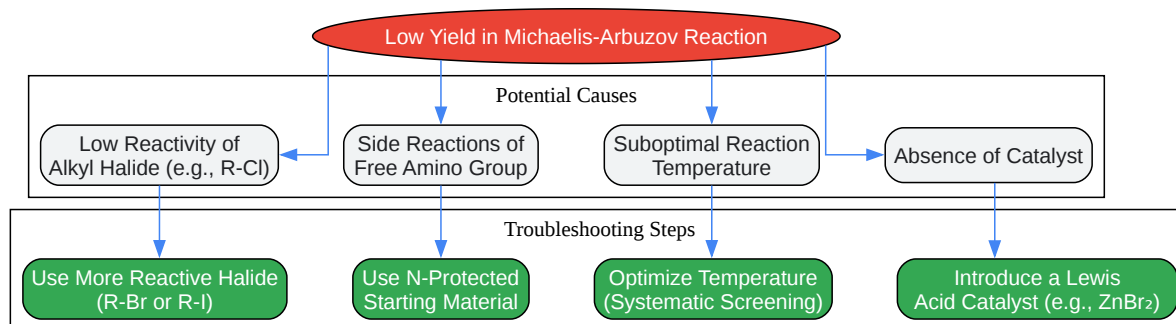 Low Yield in Michaelis-Arbuzov Reaction
Potential Causes
Low Reactivity of
Alkyl Halide (e.g., R-Cl)
Side Reactions of
Free Amino Group
Suboptimal Reaction
Temperature
Absence of Catalyst
Troubleshooting Steps
Use More Reactive Halide
(R-Br or R-I)
Use N-Protected
Starting Material
Optimize Temperature
(Systematic Screening)
Introduce a Lewis
Acid Catalyst (e.g., ZnBr₂)